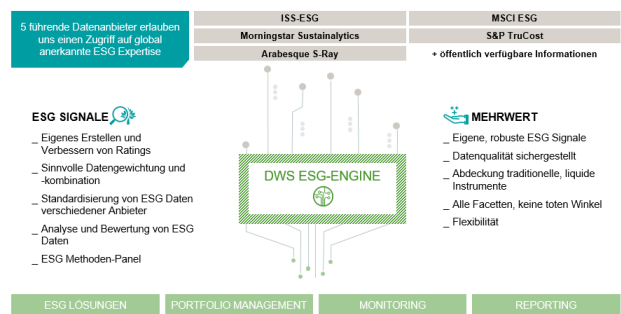 5 führende Datenanbieter erlauben
uns einen Zugriff auf global
anerkannte ESG Expertise
ISS-ESG
MSCI ESG
Morningstar Sustainalytics
S&P TruCost
Arabesque S-Ray
+ öffentlich verfügbare Informationen
ESG SIGNALE
_ Eigenes Erstellen und
Verbessern von Ratings
_ Sinnvolle Datengewichtung und
-kombination
_ Standardisierung von ESG Daten
verschiedener Anbieter
_ Analyse und Bewertung von ESG
Daten
_ ESG Methoden-Panel
DWS ESG-ENGINE
MEHRWERT
_ Eigene, robuste ESG Signale
_ Datenqualität sichergestellt
_ Abdeckung traditionelle, liquide
Instrumente
_ Alle Facetten, keine toten Winkel
_ Flexibilität
ESG LÖSUNGEN
PORTFOLIO MANAGEMENT
MONITORING
REPORTING